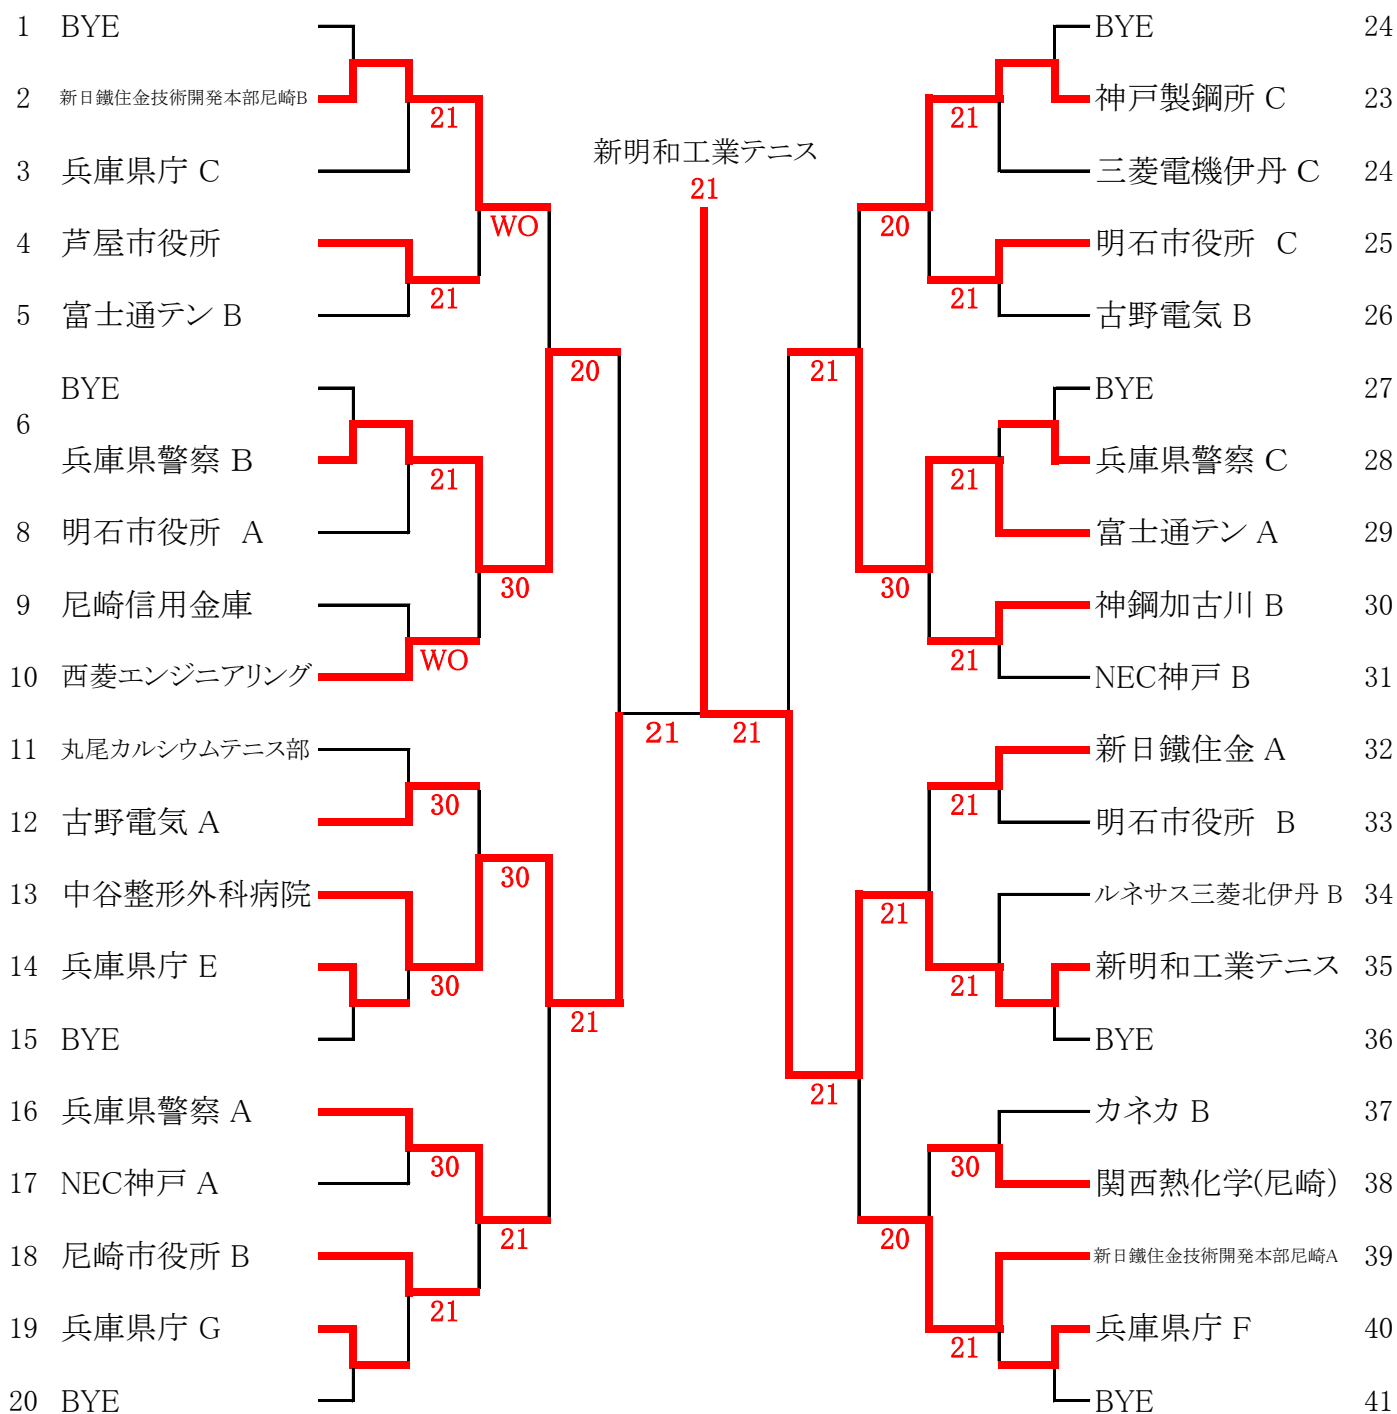 1 BYE
2 新日鐵住金技術開発本部尼崎B
21
3 兵庫県庁 C
WO
4 芦屋市役所
21
5 富士通テン B
20
BYE
6
兵庫県警察 B
21
8 明石市役所 A
30
9 尼崎信用金庫
WO
10 西菱エンジニアリング
21
11 丸尾カルシウムテニス部
30
12 古野電気 A
30
13 中谷整形外科病院
14 兵庫県庁 E
30
21
15 BYE
16 兵庫県警察 A
30
17 NEC神戸 A
21
18 尼崎市役所 B
21
19 兵庫県庁 G
20 BYE
新明和工業テニス
21
BYE 24
神戸製鋼所 C 23
21
三菱電機伊丹 C 24
20
明石市役所 C 25
21
古野電気 B 26
21
BYE 27
兵庫県警察 C 28
21
富士通テン A 29
30
神鋼加古川 B 30
21
NEC神戸 B 31
21
新日鐵住金 A 32
21
明石市役所 B 33
ルネサス三菱北伊丹 B 34
21
新明和工業テニス 35
21
BYE 36
21
カネカ B 37
30
関西熱化学(尼崎) 38
20
新日鐵住金技術開発本部尼崎A 39
兵庫県庁 F 40
21
BYE 41